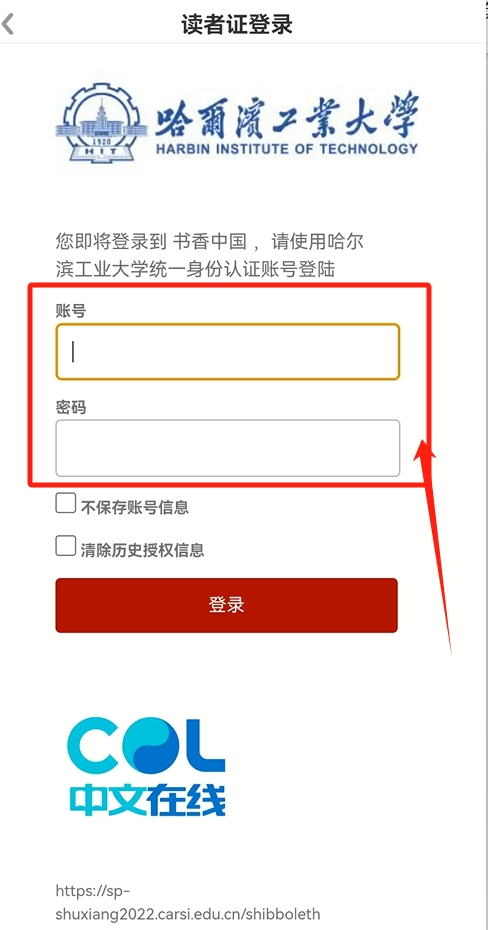 读者证登录
哈尔滨工业大学
HARBIN INSTITUTE OF TECHNOLOGY
1920
HIT
您即将登录到 书香中国 ，请使用哈尔
滨工业大学统一身份认证账号登陆
账号
密码
不保存账号信息
清除历史授权信息
登录
COL
中文在线
https://sp-
shuxiang2022.carsi.edu.cn/shibboleth